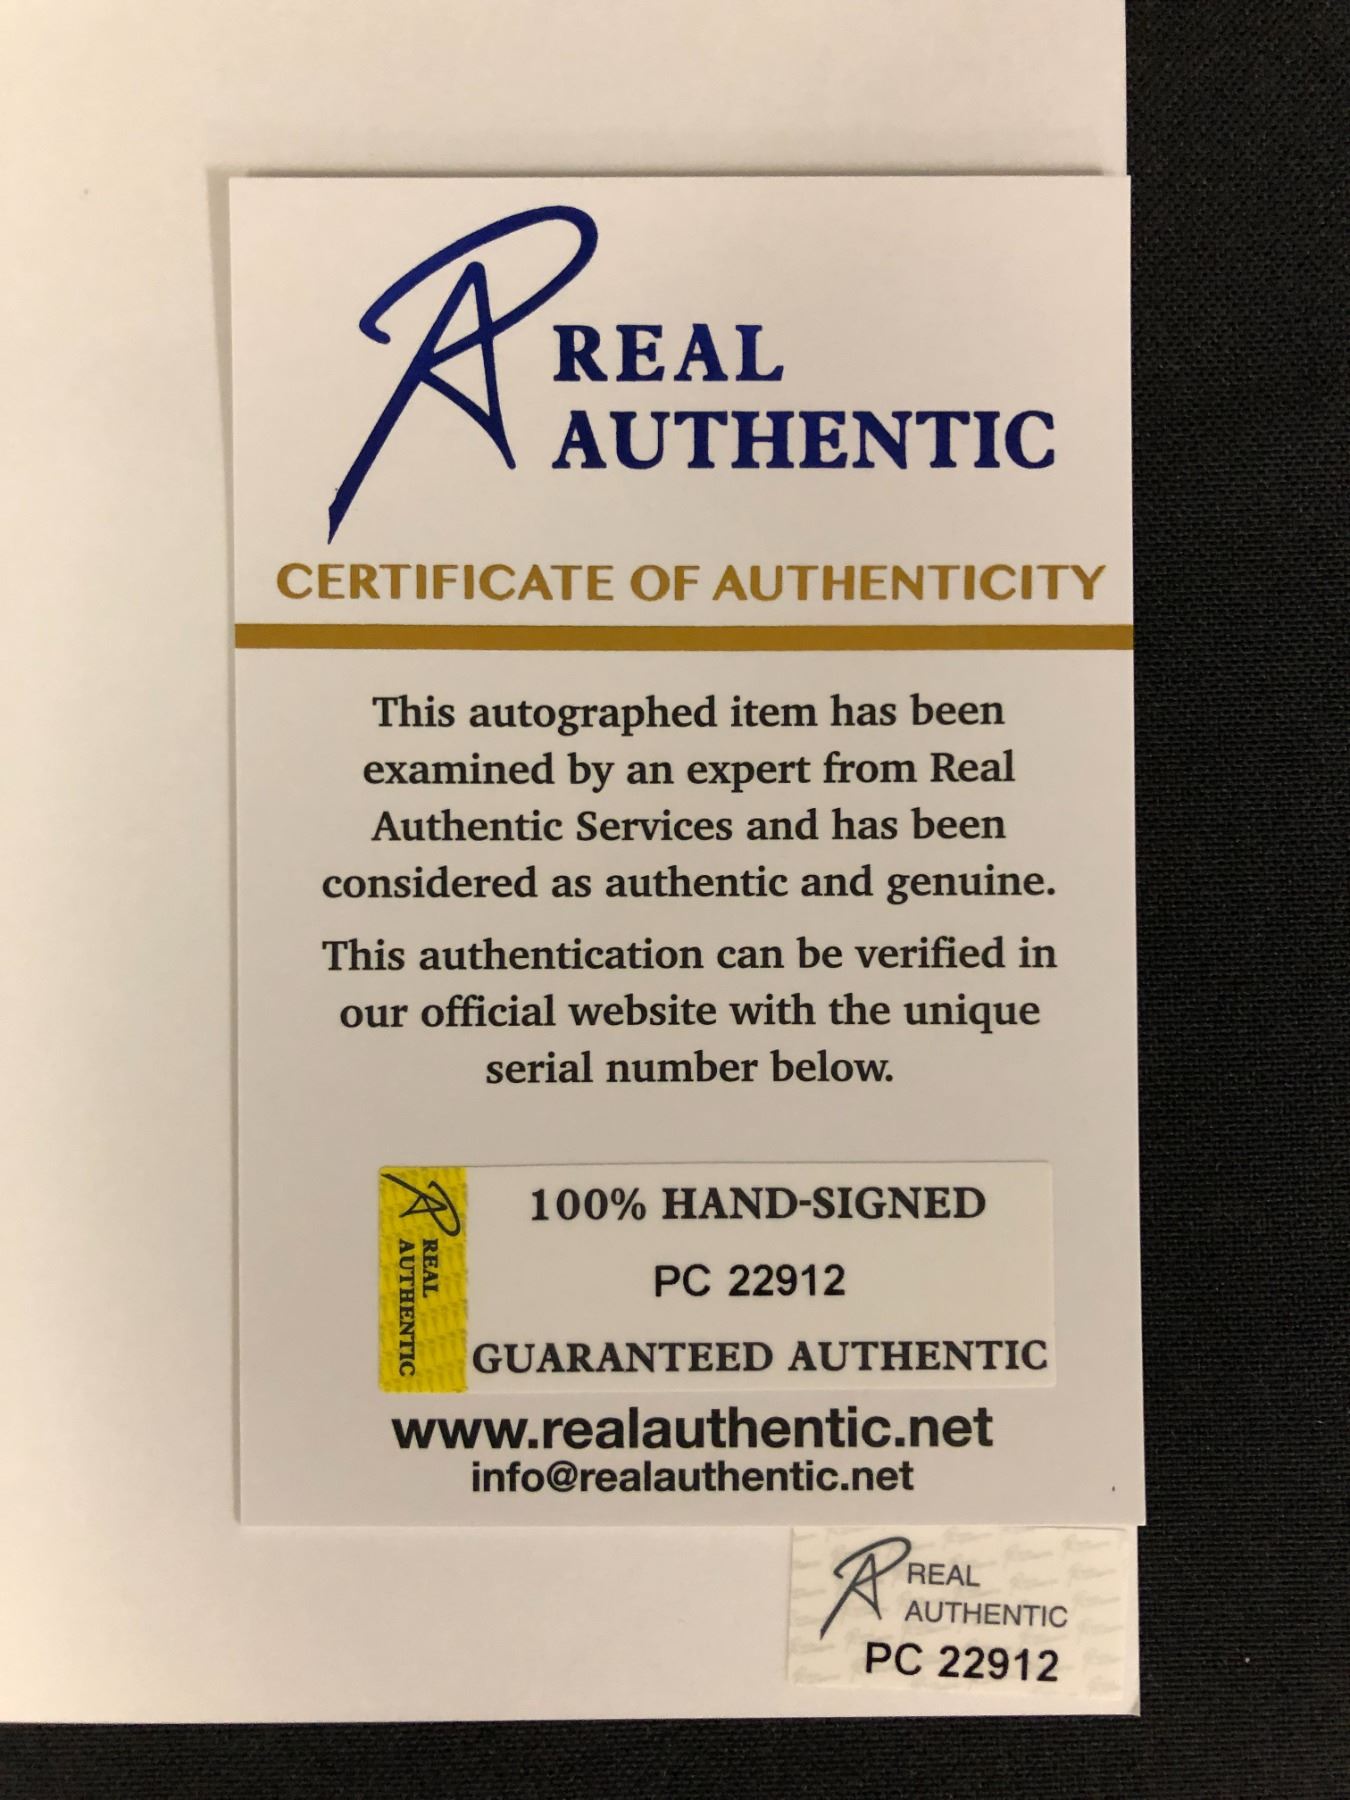 REAL
AUTHENTIC
CERTIFICATE OF AUTHENTICITY
This autographed item has been
examined by an expert from Real
Authentic Services and has been
considered as authentic and genuine.
This authentication can be verified in
our official website with the unique
serial number below.
REAL
AUTHENTIC
100% HAND-SIGNED
PC 22912
GUARANTEED AUTHENTIC
www.realauthentic.net
info@realauthentic.net
REAL
AUTHENTIC
PC 22912